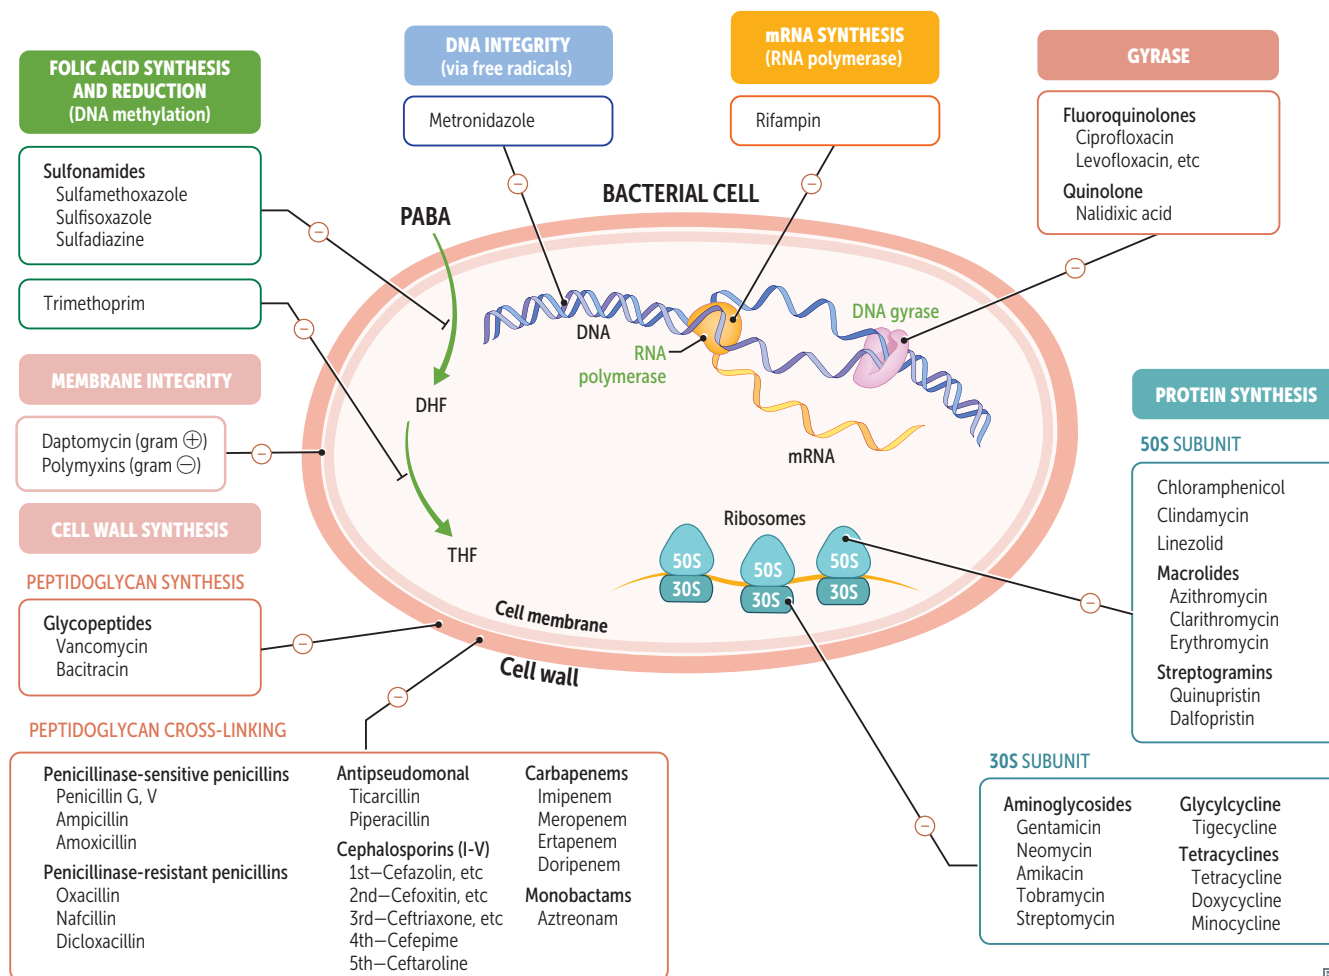 FOLIC ACID SYNTHESIS
AND REDUCTION
(DNA methylation)
Sulfonamides
Sulfamethoxazole
Sulfisoxazole
Sulfadiazine
Trimethoprim
DNA INTEGRITY
(via free radicals)
Metronidazole
mRNA SYNTHESIS
(RNA polymerase)
Rifampin
GYRASE
Fluoroquinolones
Ciprofloxacin
Levofloxacin, etc
Quinolone
Nalidixic acid
MEMBRANE INTEGRITY
Daptomycin (gram ⊕)
Polymyxins (gram ⊖)
CELL WALL SYNTHESIS
PEPTIDOGLYCAN SYNTHESIS
Glycopeptides
Vancomycin
Bacitracin
BACTERIAL CELL
PABA
DHF
THF
DNA
RNA
polymerase
DNA gyrase
mRNA
Ribosomes
50S
30S
50S
30S
50S
30S
Cell membrane
Cell wall
PROTEIN SYNTHESIS
50S SUBUNIT
Chloramphenicol
Clindamycin
Linezolid
Macrolides
Azithromycin
Clarithromycin
Erythromycin
Streptogramins
Quinupristin
Dalfopristin
30S SUBUNIT
Aminoglycosides
Gentamicin
Neomycin
Amikacin
Tobramycin
Streptomycin
Glycylcycline
Tigecycline
Tetracyclines
Tetracycline
Doxycycline
Minocycline
PEPTIDOGLYCAN CROSS-LINKING
Penicillinase-sensitive penicillins
Penicillin G, V
Ampicillin
Amoxicillin
Penicillinase-resistant penicillins
Oxacillin
Nafcillin
Dicloxacillin
Antipseudomonal
Ticarcillin
Piperacillin
Cephalosporins (I-V)
1st—Cefazolin, etc
2nd—Cefoxitin, etc
3rd—Ceftriaxone, etc
4th—Cefepime
5th—Ceftaroline
Carbapenems
Imipenem
Meropenem
Ertapenem
Doripenem
Monobactams
Aztreonam